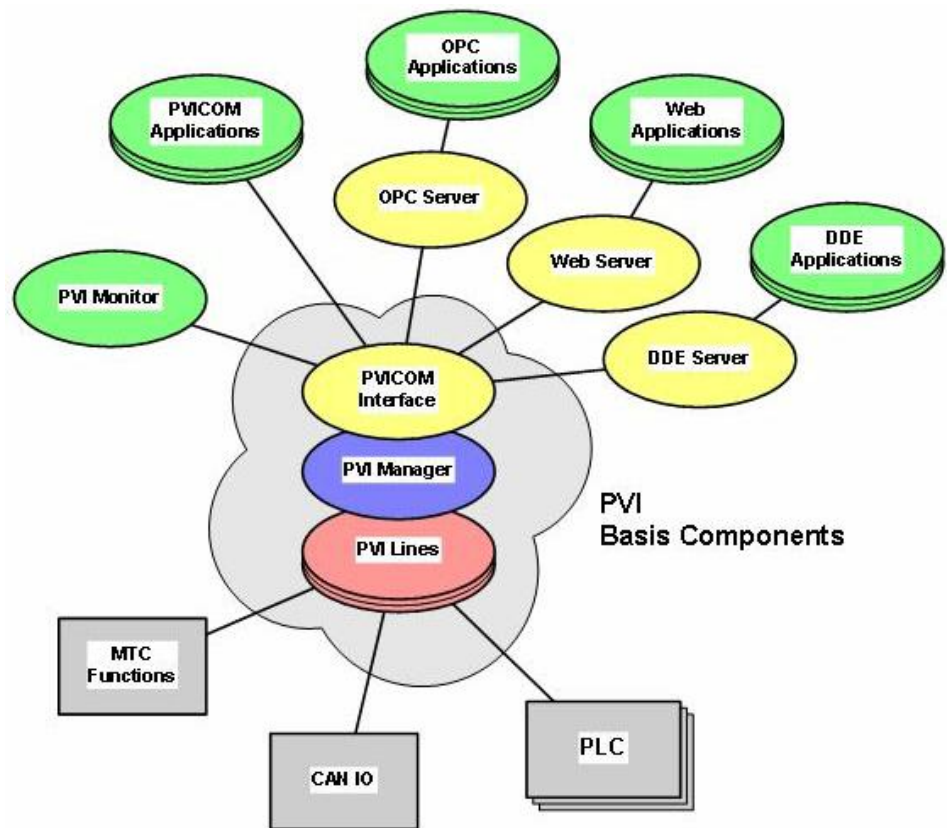 OPC
Applications
PVICOM
Applications
Web
Applications
OPC Server
DDE
Applications
Web Server
PVI Monitor
DDE Server
PVICOM
Interface
PVI Manager
PVI
Basis Components
PVI Lines
MTC
Functions
PLC
CAN IO